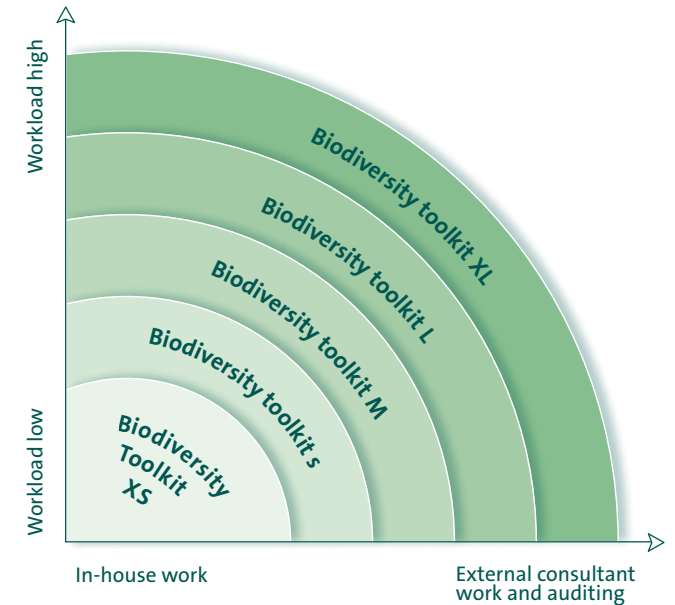 Workload high
Biodiversity toolkit XL
Biodiversity toolkit L
Biodiversity toolkit M
Biodiversity toolkit s
Biodiversity
Toolkit
XS
Workload low
In-house work
External consultant
work and auditing